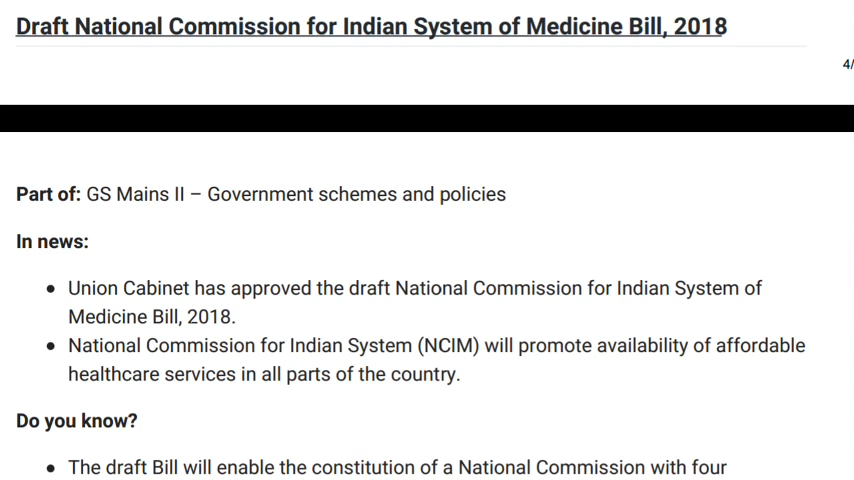 Draft National Commission for Indian System of Medicine Bill, 2018
4/
Part of: GS Mains II – Government schemes and policies
In news:
• Union Cabinet has approved the draft National Commission for Indian System of
Medicine Bill, 2018.
• National Commission for Indian System (NCIM) will promote availability of affordable
healthcare services in all parts of the country.
Do you know?
• The draft Bill will enable the constitution of a National Commission with four